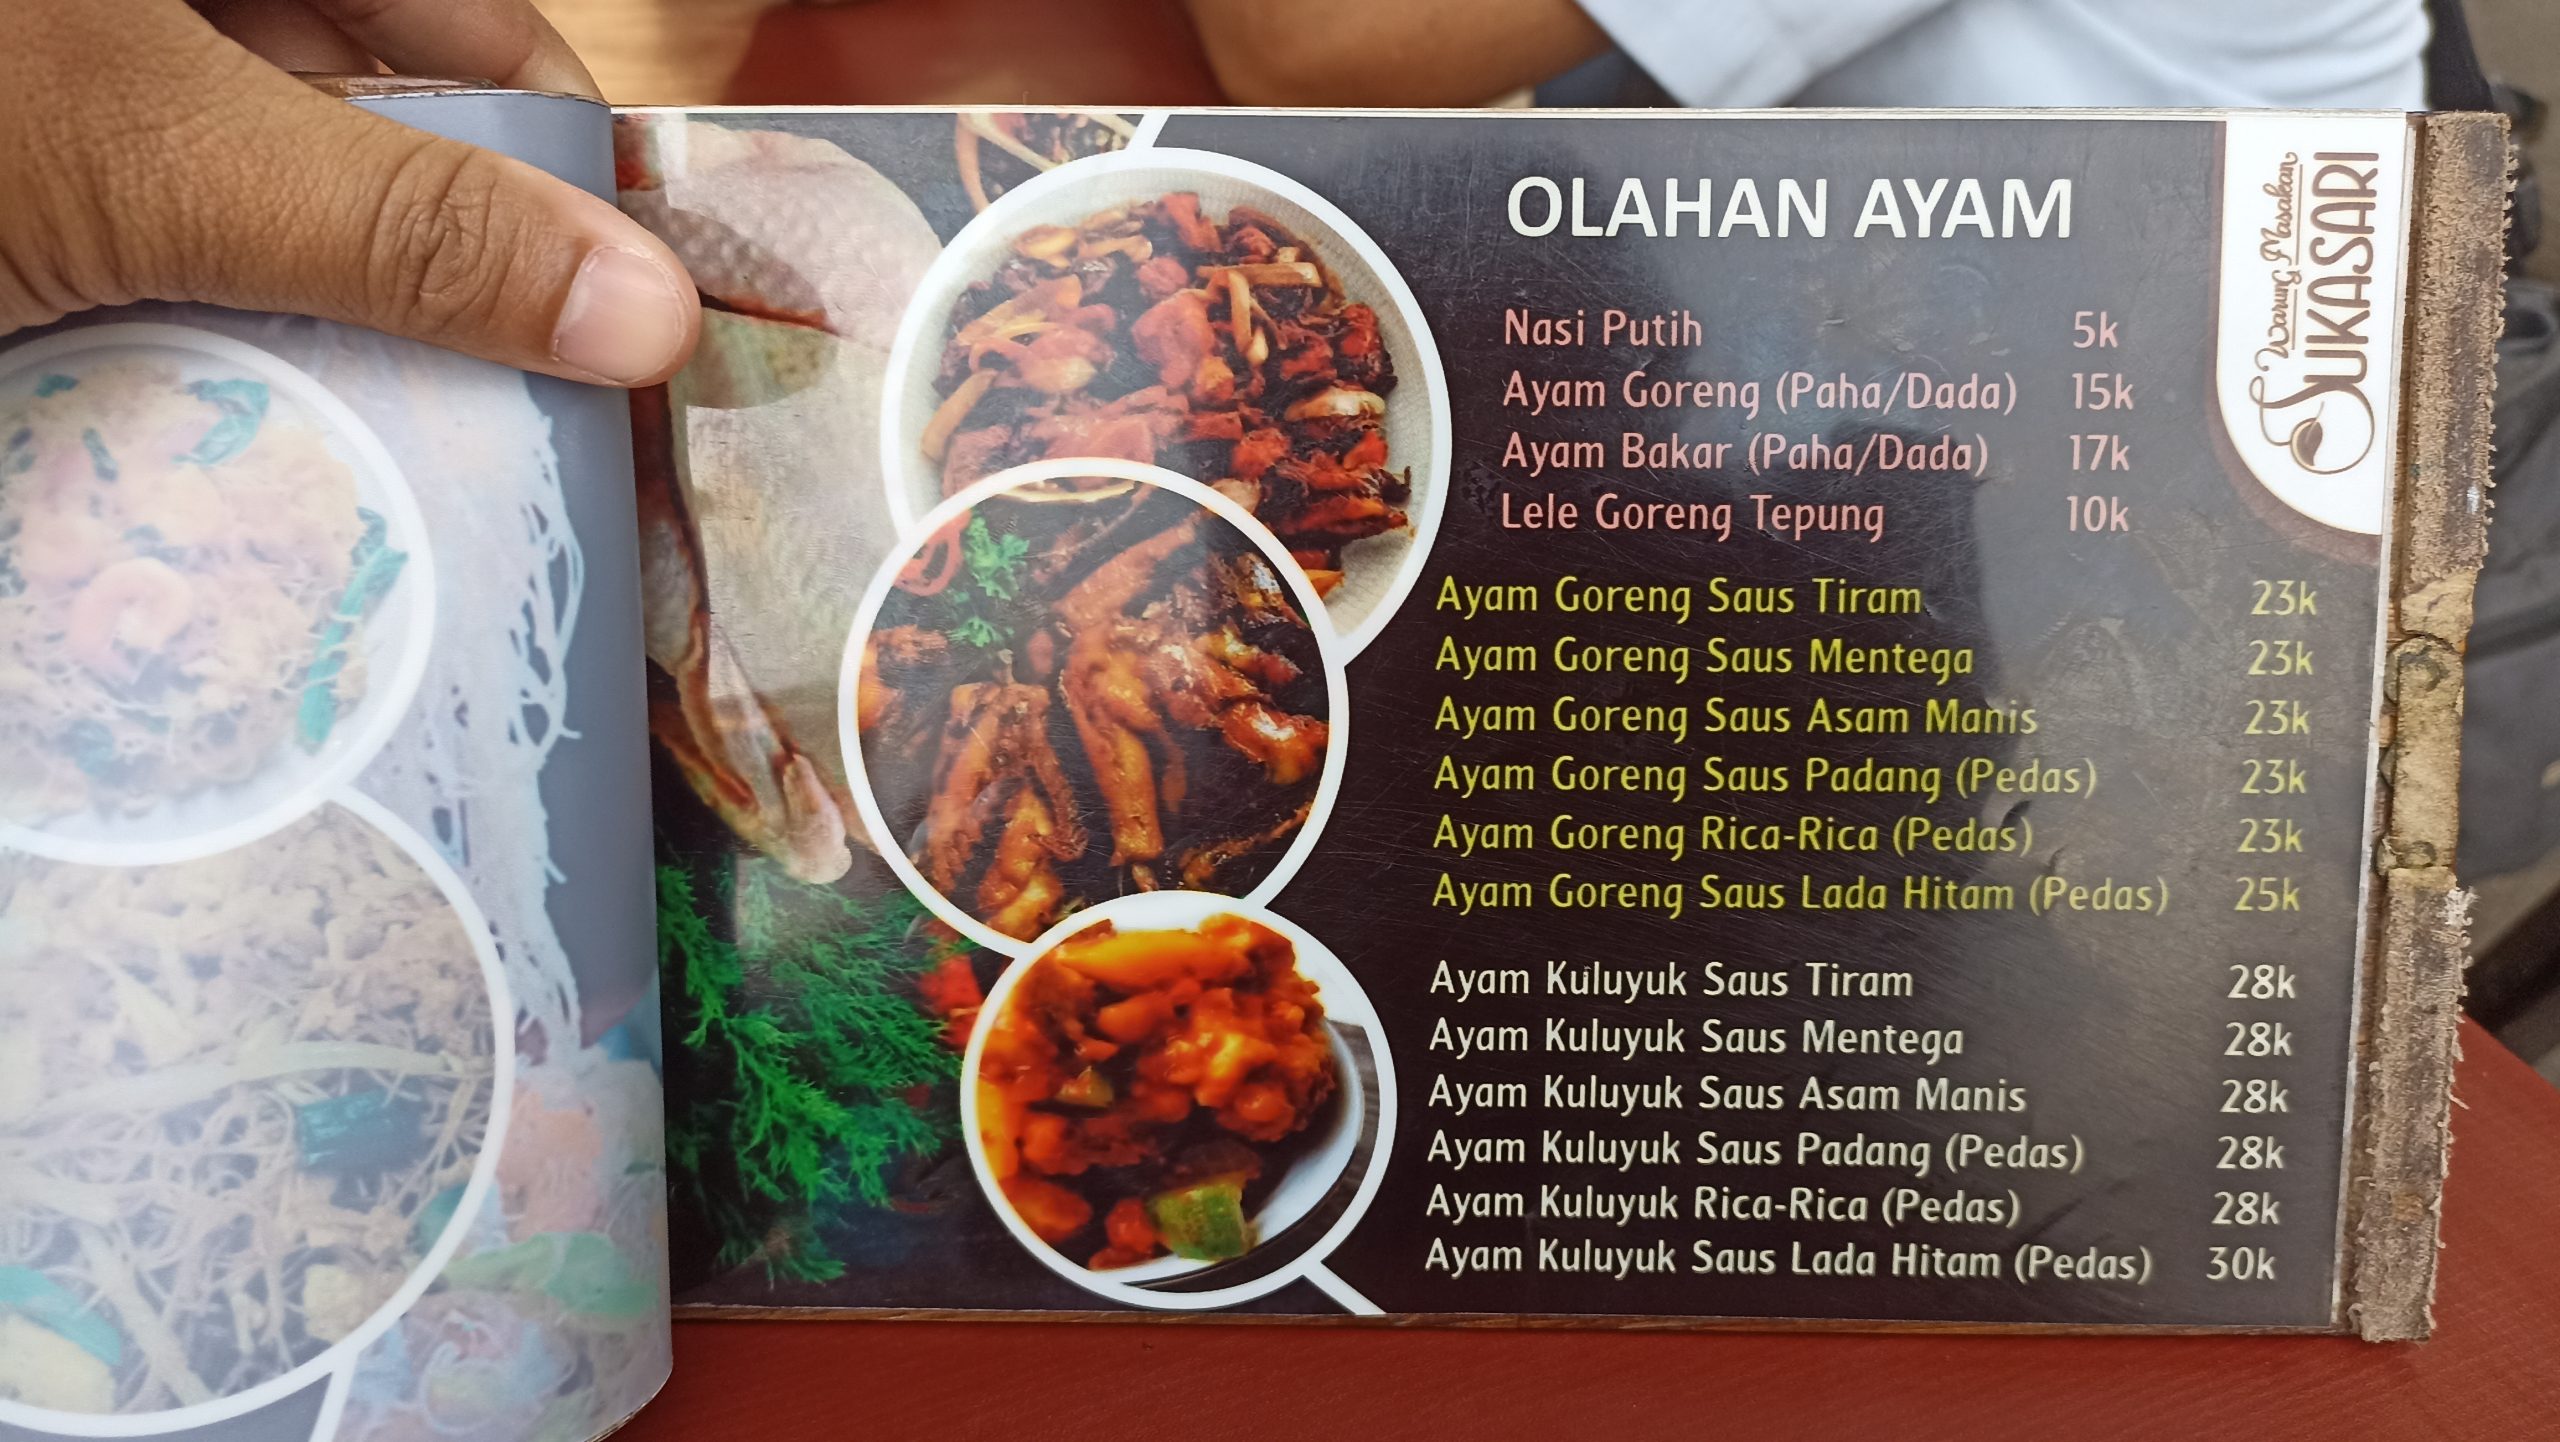 OLAHAN AYAM
Warung Masakan
SUKASARI
Nasi Putih 5k
Ayam Goreng (Paha/Dada) 15k
Ayam Bakar (Paha/Dada) 17k
Lele Goreng Tepung 10k
Ayam Goreng Saus Tiram 23k
Ayam Goreng Saus Mentega 23k
Ayam Goreng Saus Asam Manis 23k
Ayam Goreng Saus Padang (Pedas) 23k
Ayam Goreng Rica-Rica (Pedas) 23k
Ayam Goreng Saus Lada Hitam (Pedas) 25k
Ayam Kuluyuk Saus Tiram 28k
Ayam Kuluyuk Saus Mentega 28k
Ayam Kuluyuk Saus Asam Manis 28k
Ayam Kuluyuk Saus Padang (Pedas) 28k
Ayam Kuluyuk Rica-Rica (Pedas) 28k
Ayam Kuluyuk Saus Lada Hitam (Pedas) 30k